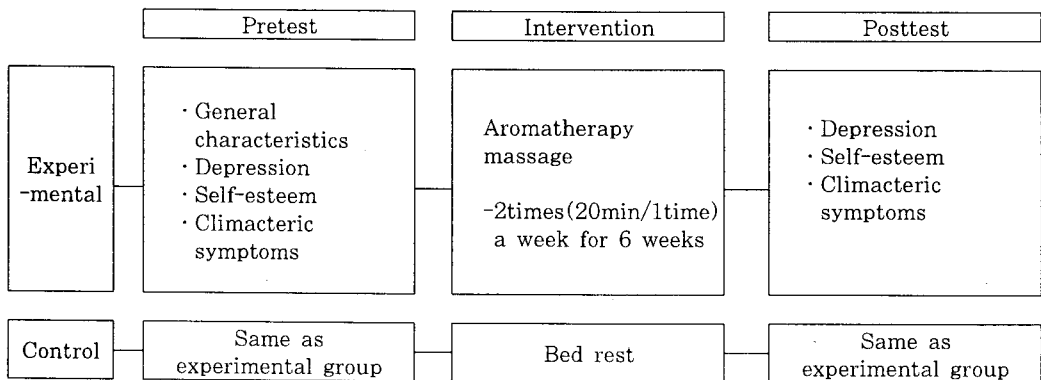 Pretest
Intervention
Posttest
Experi
-mental
· General
characteristics
· Depression
· Self-esteem
· Climacteric
symptoms
Aromatherapy
massage
-2times(20min/1time)
a week for 6 weeks
· Depression
· Self-esteem
· Climacteric
symptoms
Control
Same as
experimental group
Bed rest
Same as
experimental group